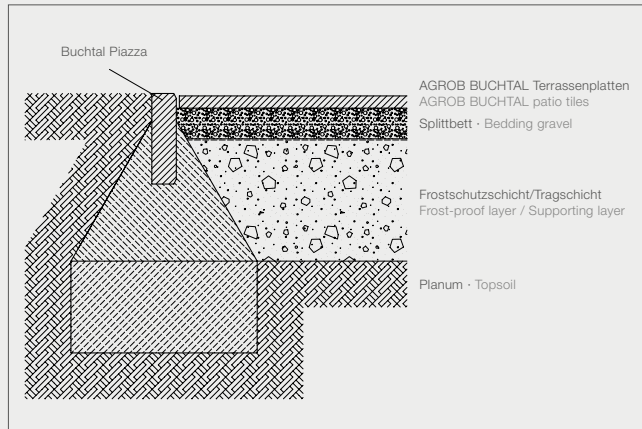 Buchtal Piazza
AGROB BUCHTAL Terrassenplatten
AGROB BUCHTAL patio tiles
Splittbett · Bedding gravel
Frostschutzschicht/Tragschicht
Frost-proof layer / Supporting layer
Planum · Topsoil